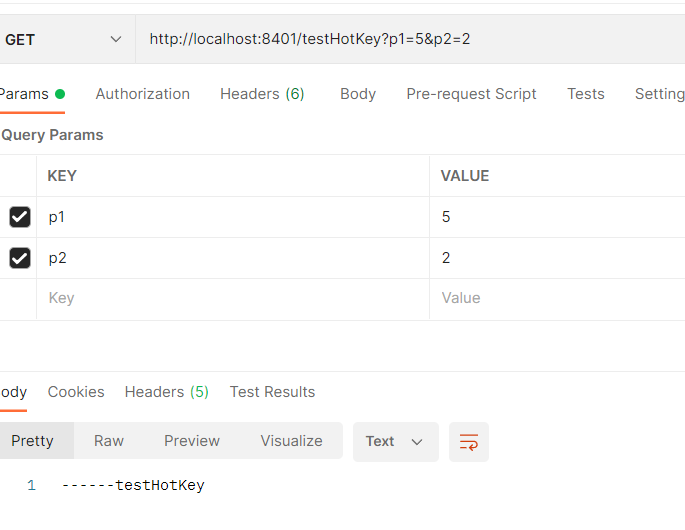 GET http://localhost:8401/testHotKey?p1=5&p2=2
Params Authorization Headers (6) Body Pre-request Script Tests Setting
Query Params
KEY VALUE
p1 5
p2 2
Key Value
ody Cookies Headers (5) Test Results
Pretty Raw Preview Visualize Text
1 ------testHotKey